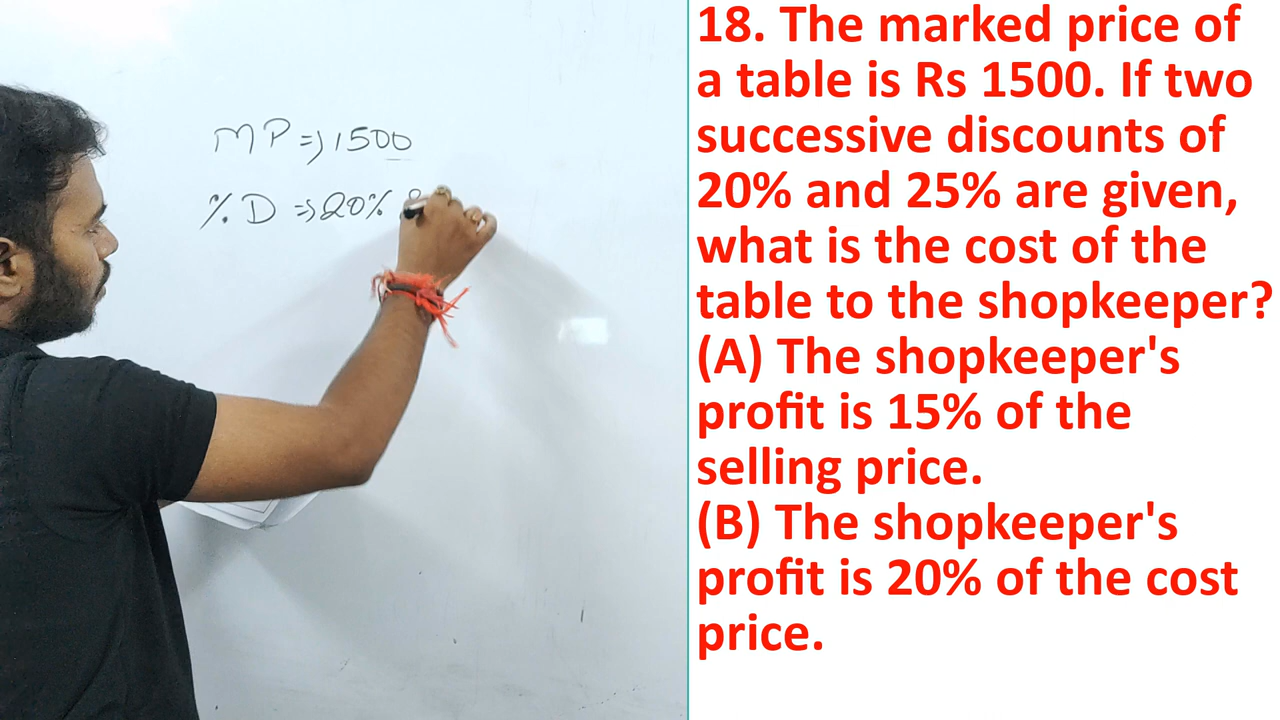 MP => 1500
% D => 20% &
18. The marked price of
a table is Rs 1500. If two
successive discounts of
20% and 25% are given,
what is the cost of the
table to the shopkeeper?
(A) The shopkeeper's
profit is 15% of the
selling price.
(B) The shopkeeper's
profit is 20% of the cost
price.